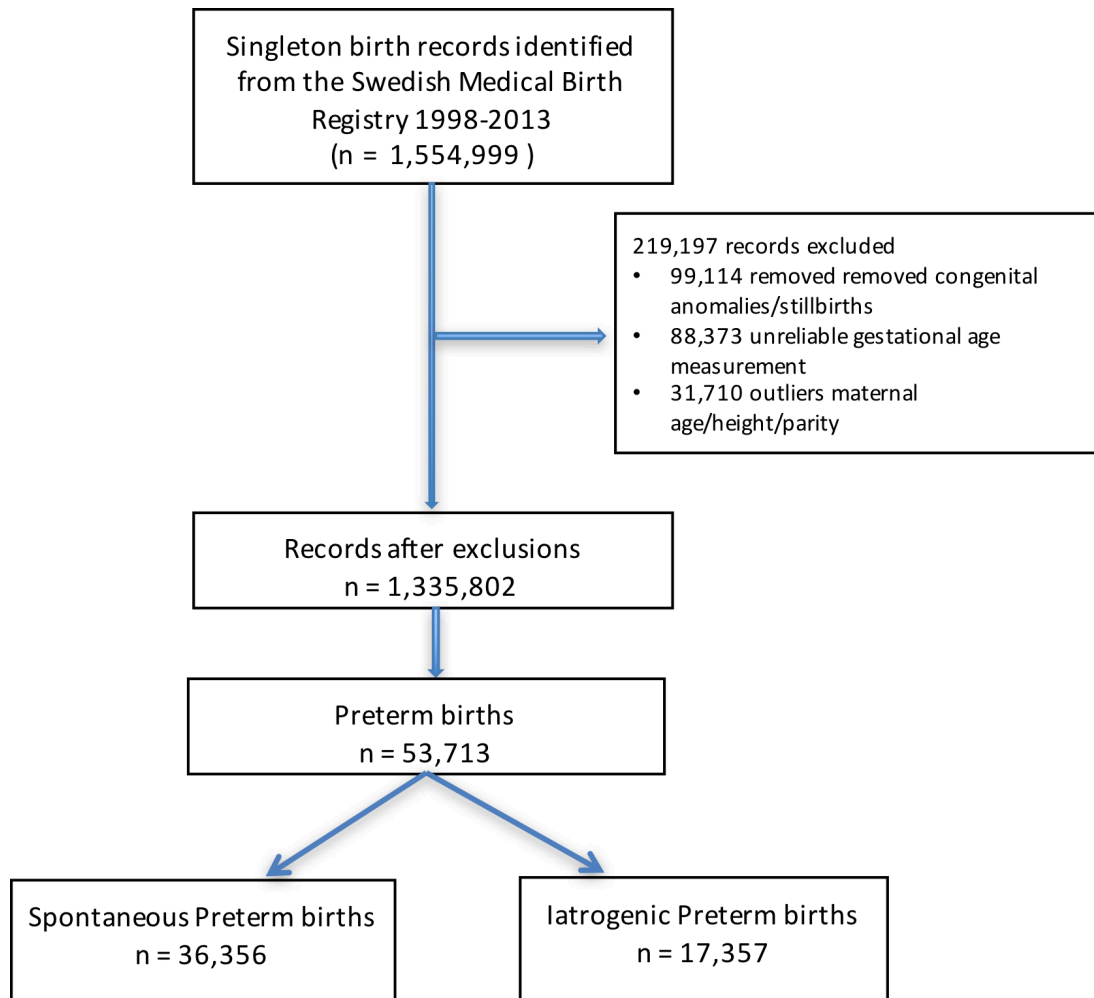 Singleton birth records identified
from the Swedish Medical Birth
Registry 1998-2013
(n = 1,554,999 )
219,197 records excluded
• 99,114 removed removed congenital
anomalies/stillbirths
• 88,373 unreliable gestational age
measurement
• 31,710 outliers maternal
age/height/parity
Records after exclusions
n = 1,335,802
Preterm births
n = 53,713
Spontaneous Preterm births
n = 36,356
Iatrogenic Preterm births
n = 17,357